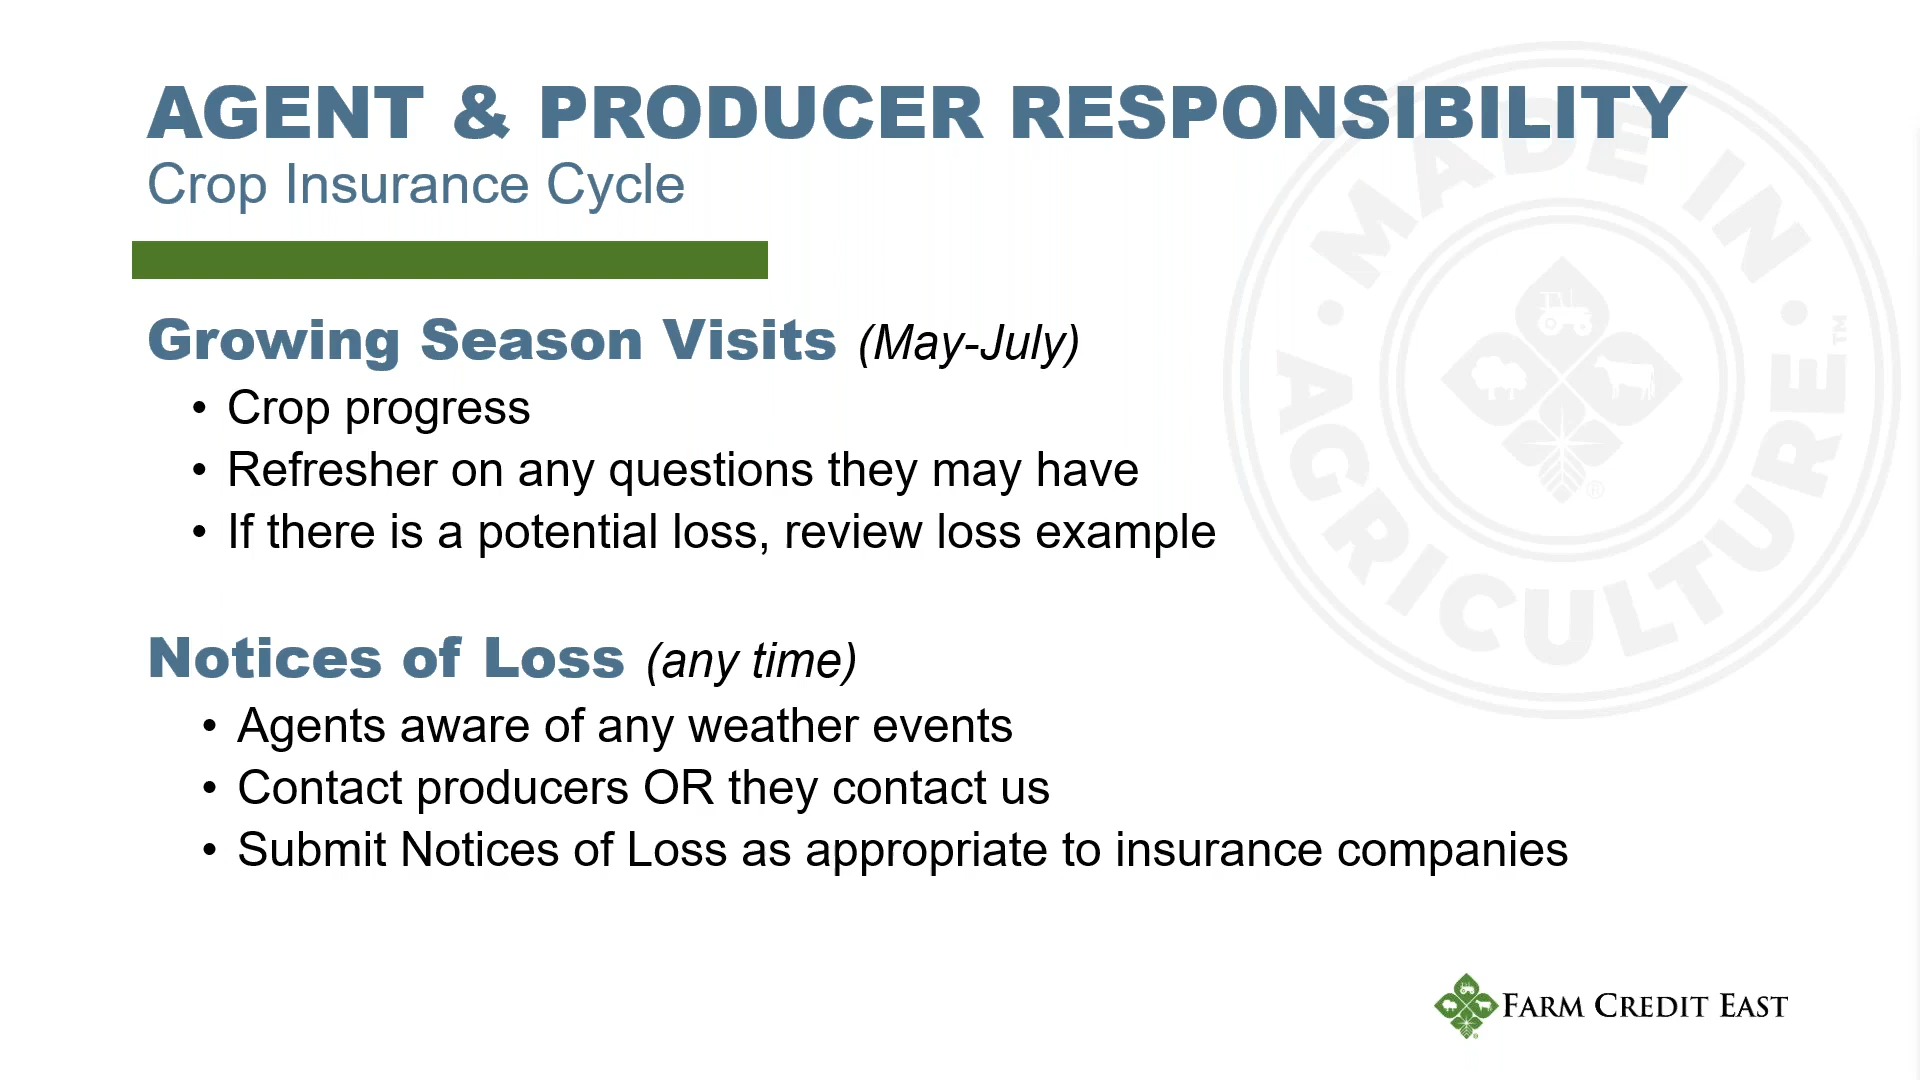 AGENT & PRODUCER RESPONSIBILITY
Crop Insurance Cycle
MADE IN
AGRICULTURE™
®
Growing Season Visits (May-July)
• Crop progress
• Refresher on any questions they may have
• If there is a potential loss, review loss example
Notices of Loss (any time)
• Agents aware of any weather events
• Contact producers OR they contact us
• Submit Notices of Loss as appropriate to insurance companies
FARM CREDIT EAST